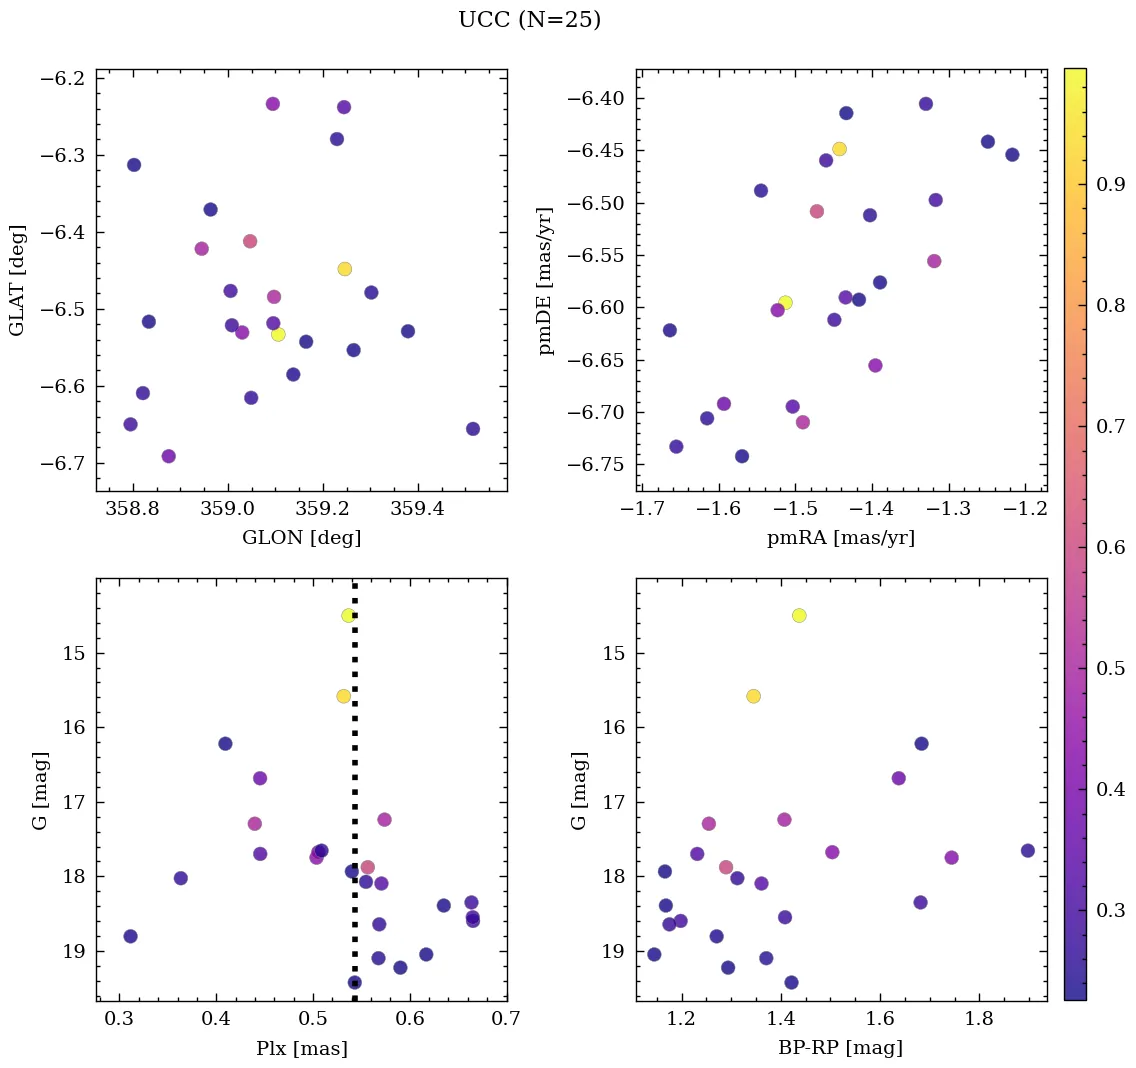 UCC (N=25)
−6.2
−6.3
−6.4
−6.5
−6.6
−6.7
GLAT [deg]
358.8 359.0 359.2 359.4
GLON [deg]
−6.40
−6.45
−6.50
−6.55
−6.60
−6.65
−6.70
−6.75
pmDE [mas/yr]
−1.7 −1.6 −1.5 −1.4 −1.3 −1.2
pmRA [mas/yr]
15
16
17
18
19
G [mag]
0.3 0.4 0.5 0.6 0.7
Plx [mas]
15
16
17
18
19
G [mag]
1.2 1.4 1.6 1.8
BP-RP [mag]
0.9
0.8
0.7
0.6
0.5
0.4
0.3